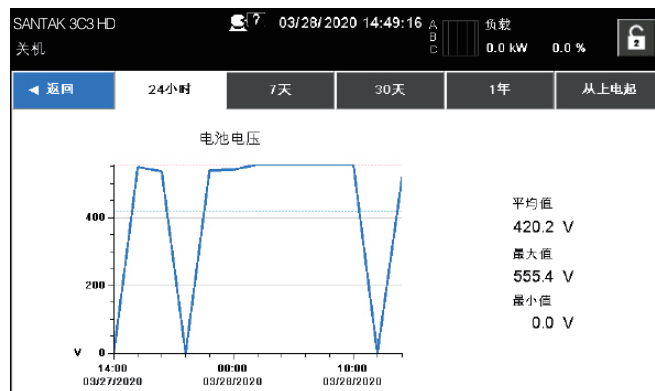 SANTAK 3C3 HD
?
03/28/2020 14:49:16
A
B
C
负载
0.0 kW 0.0 %
2
关机
◀ 返回 24小时 7天 30天 1年 从上电起
电池电压
400
200
V 0
14:00 00:00 10:00
03/27/2020 03/28/2020 03/28/2020
平均值
420.2 V
最大值
555.4 V
最小值
0.0 V